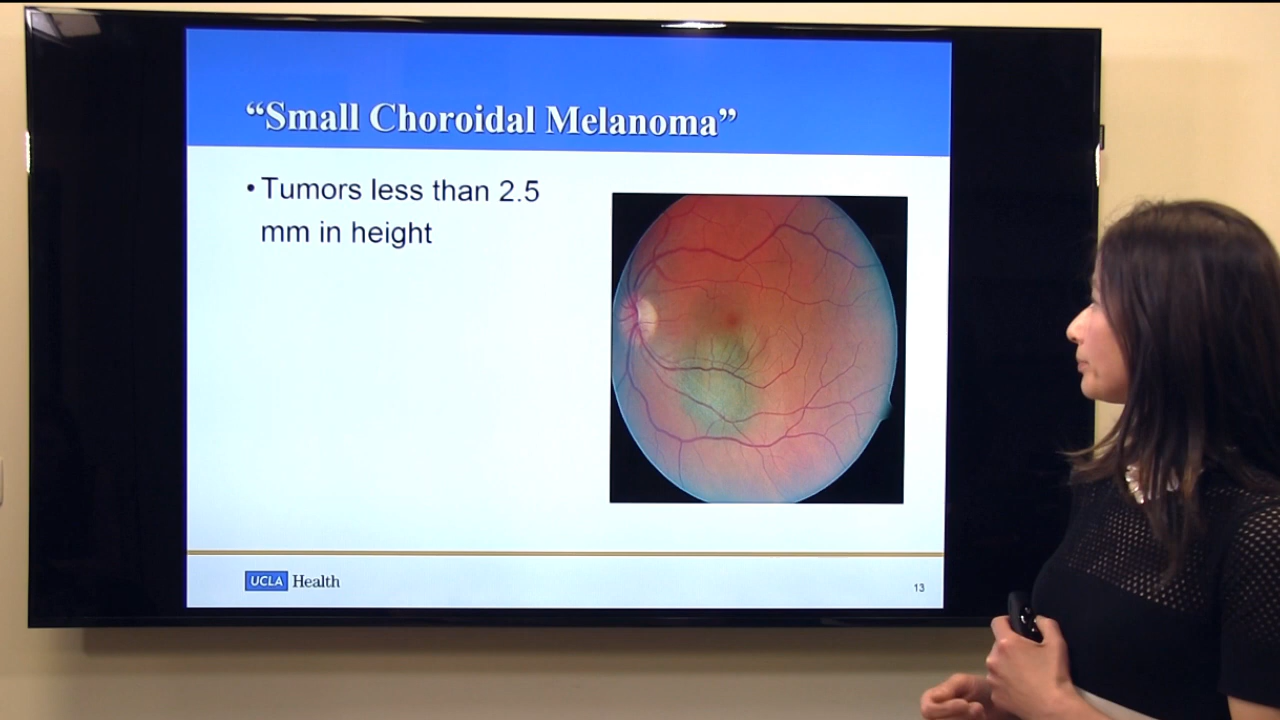 “Small Choroidal Melanoma”
• Tumors less than 2.5
mm in height
UCLA Health
13